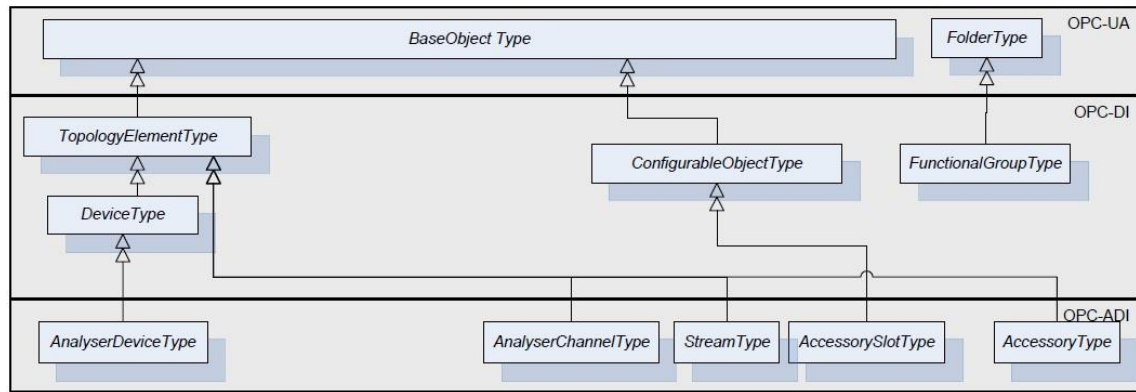 OPC-UA
BaseObject Type
FolderType
OPC-DI
TopologyElementType
ConfigurableObjectType
FunctionalGroupType
DeviceType
OPC-ADI
AnalyserDeviceType
AnalyserChannelType
StreamType
AccessorySlotType
AccessoryType